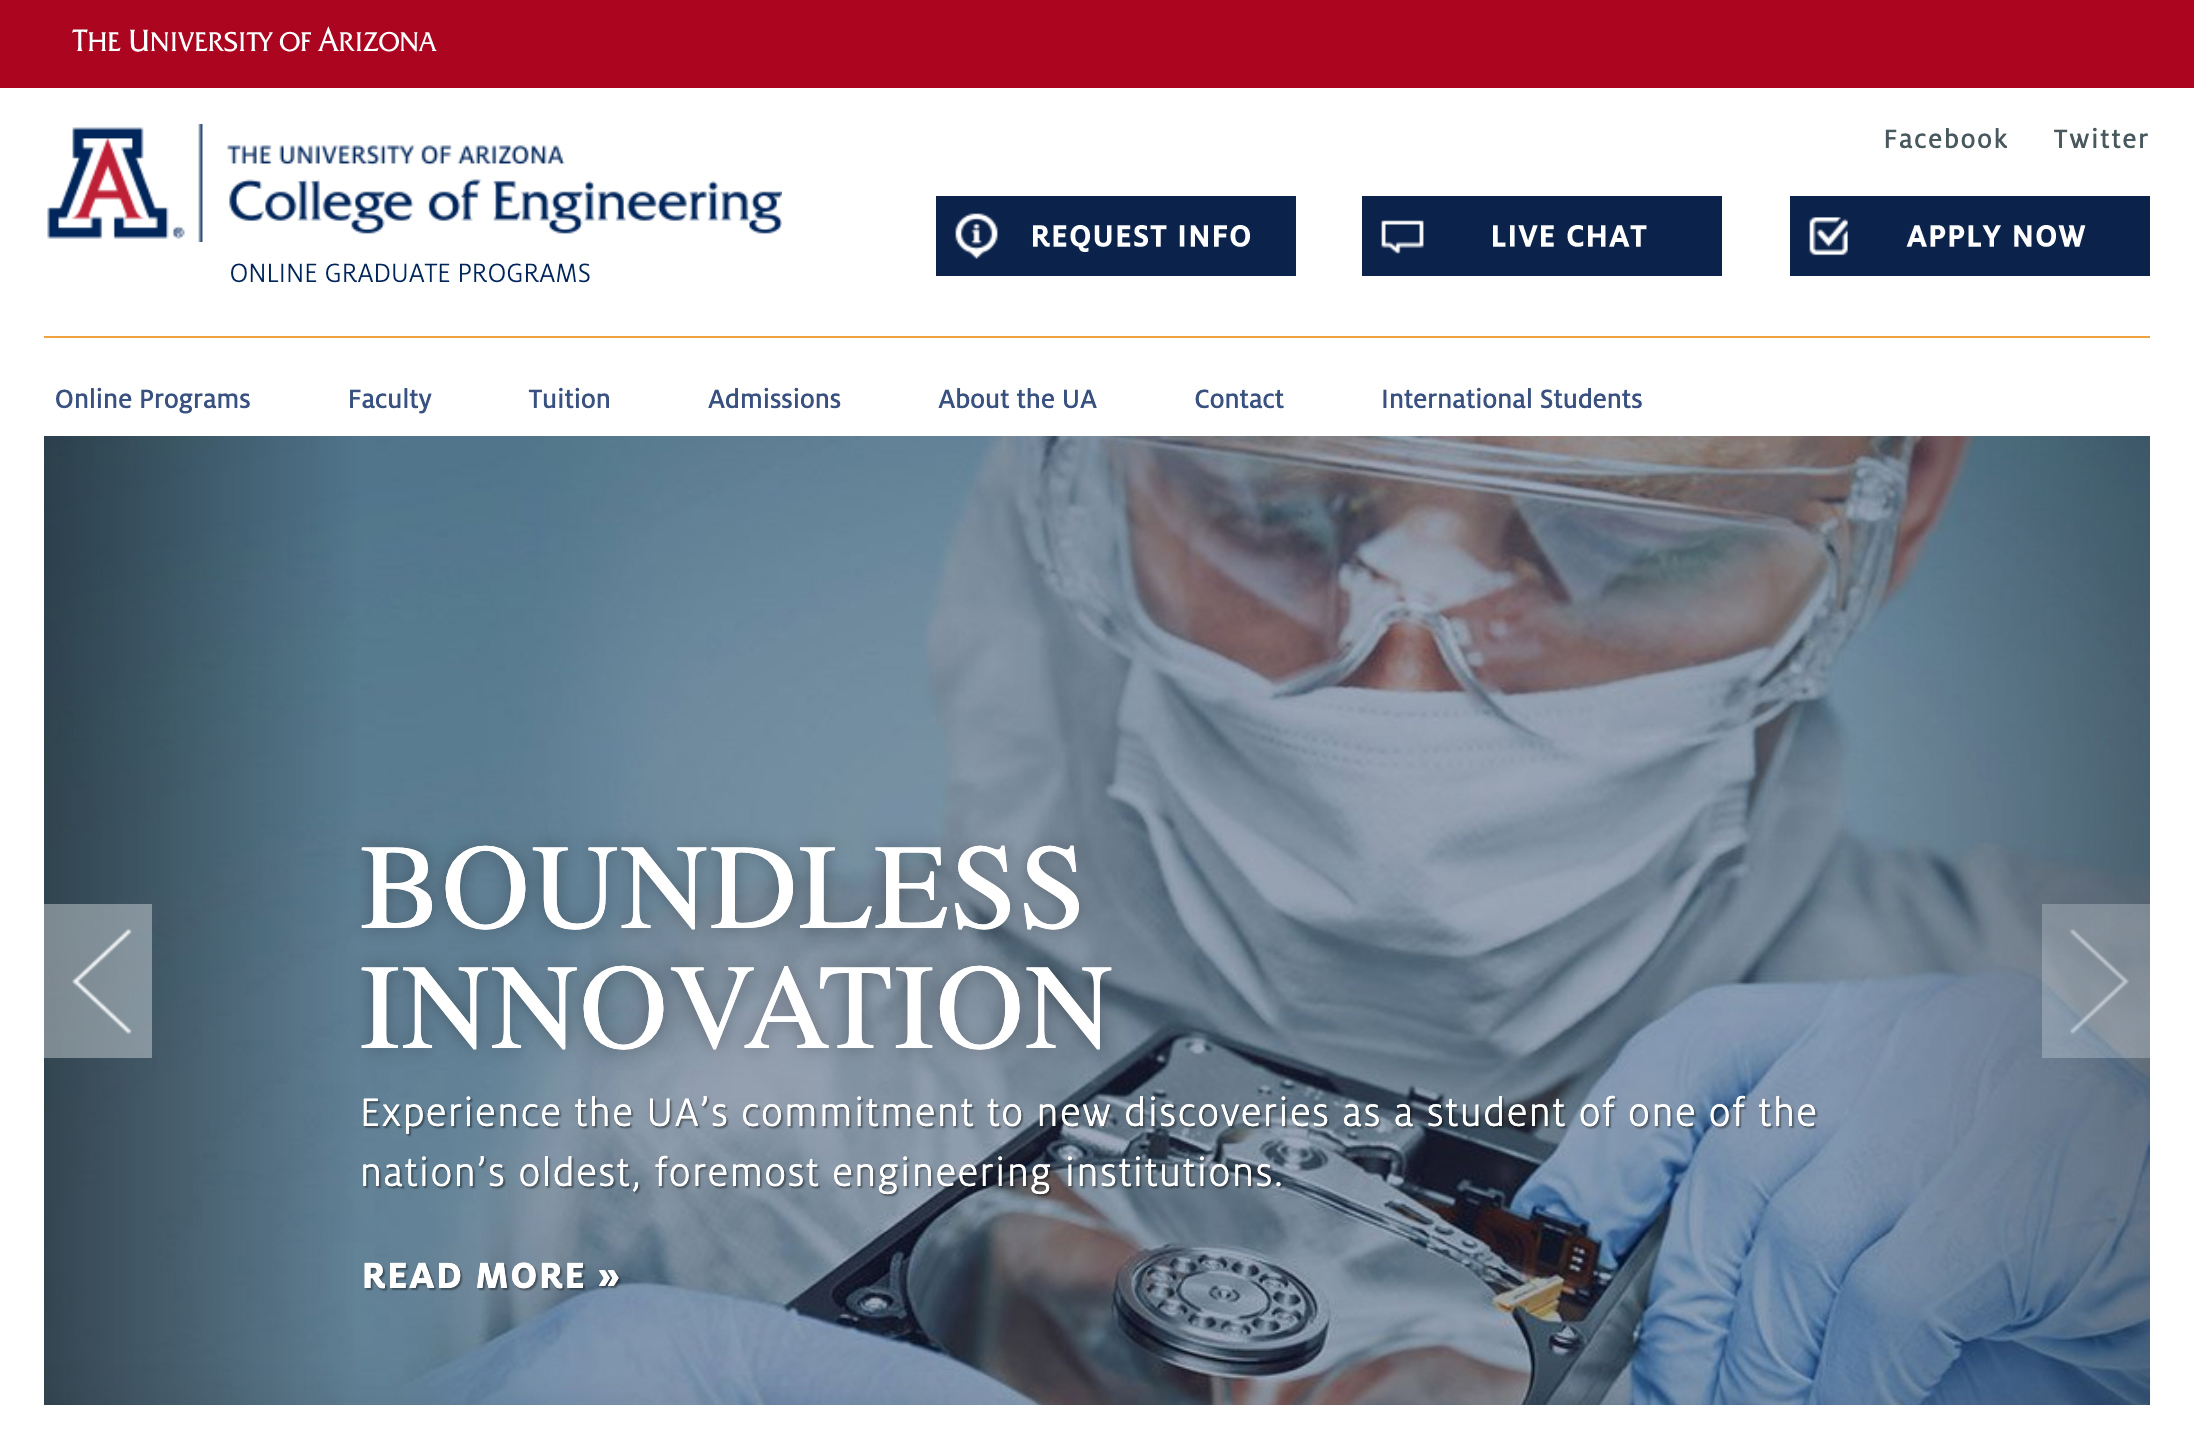 THE UNIVERSITY OF ARIZONA
A®
THE UNIVERSITY OF ARIZONA
College of Engineering
ONLINE GRADUATE PROGRAMS
Facebook Twitter
REQUEST INFO LIVE CHAT APPLY NOW
Online Programs Faculty Tuition Admissions About the UA Contact International Students
BOUNDLESS
INNOVATION
Experience the UA’s commitment to new discoveries as a student of one of the
nation’s oldest, foremost engineering institutions.
READ MORE »